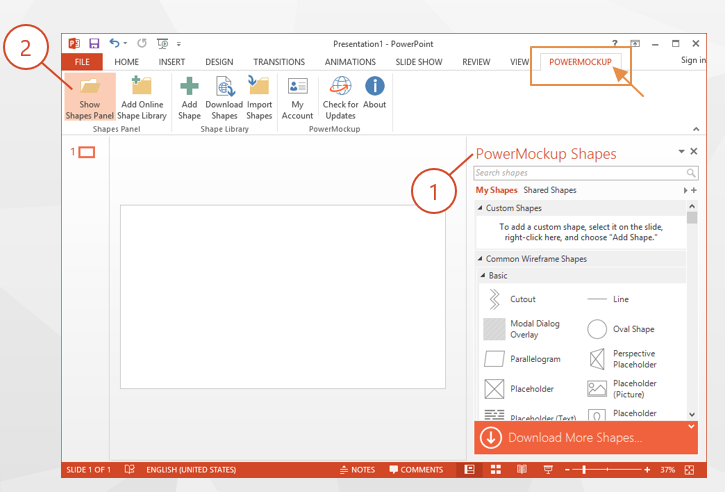 2
Presentation1 - PowerPoint
?
FILE HOME INSERT DESIGN TRANSITIONS ANIMATIONS SLIDE SHOW REVIEW VIEW POWERMOCKUP Sign in
Show Shapes Panel
Add Online Shape Library
Add Shape
Download Shapes
Import Shapes
My Account
Check for Updates
About
Shapes Panel Shape Library PowerMockup
1
1
PowerMockup Shapes
Search shapes
My Shapes Shared Shapes
Custom Shapes
To add a custom shape, select it on the slide,
right-click here, and choose "Add Shape."
Common Wireframe Shapes
Basic
Cutout Line
Modal Dialog Overlay
Oval Shape
Parallelogram
Perspective Placeholder
Placeholder
Placeholder (Picture)
Placeholder (Text)
Placeholder
Download More Shapes...
SLIDE 1 OF 1 ENGLISH (UNITED STATES) NOTES COMMENTS 37%